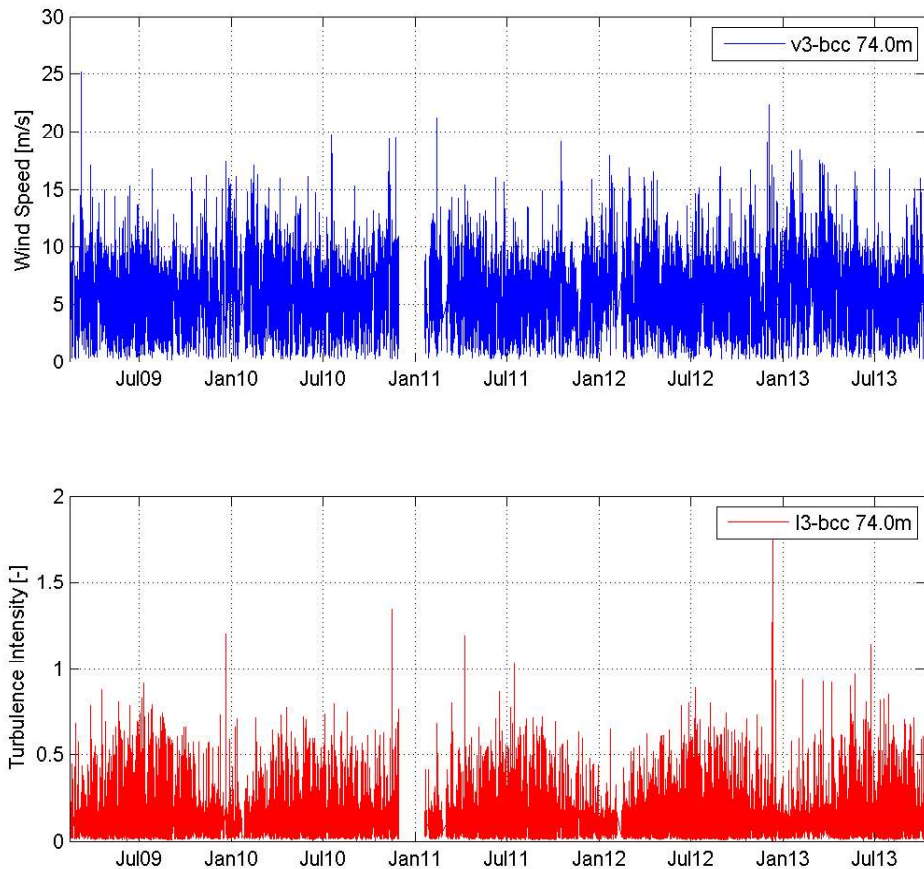 30
25
20
15
10
5
0
Wind Speed [m/s]
v3-bcc 74.0m
Jul09 Jan10 Jul10 Jan11 Jul11 Jan12 Jul12 Jan13 Jul13
2
1.5
1
0.5
0
Turbulence Intensity [-]
I3-bcc 74.0m
Jul09 Jan10 Jul10 Jan11 Jul11 Jan12 Jul12 Jan13 Jul13